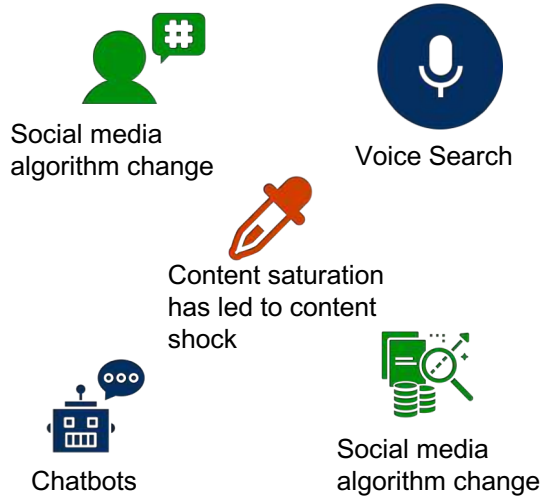 #
Social media
algorithm change
Voice Search
Content saturation
has led to content
shock
Chatbots
Social media
algorithm change